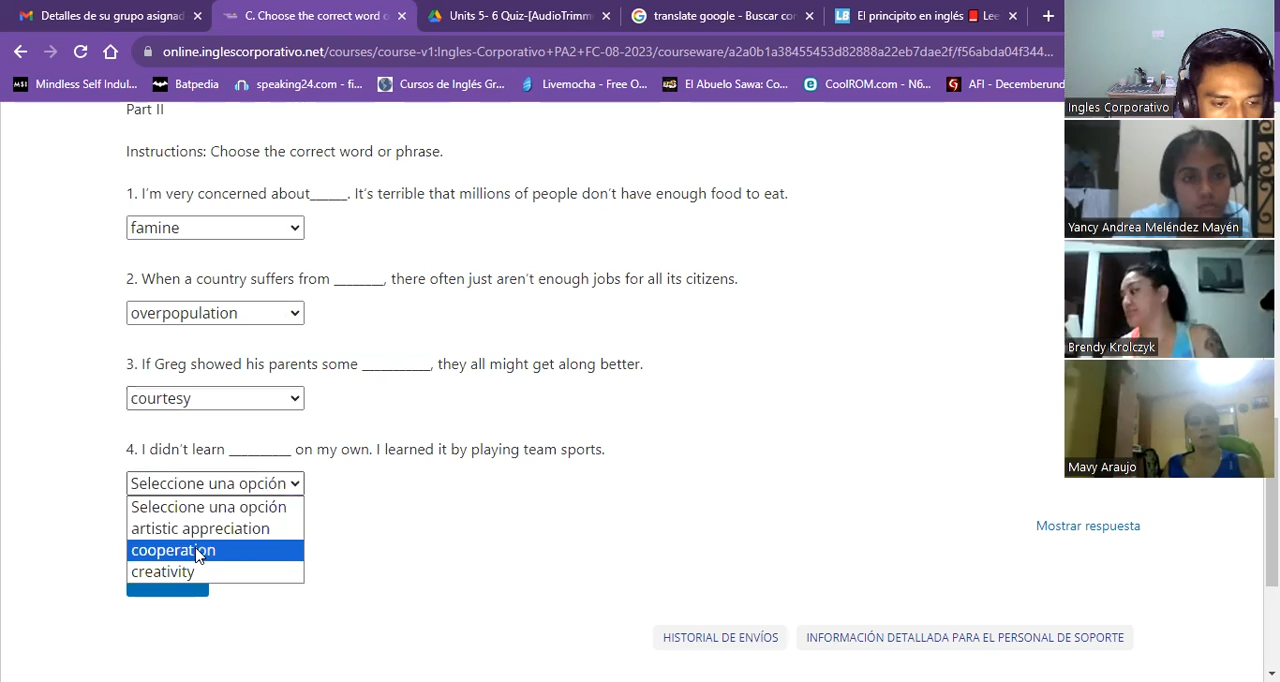 Detalles de su grupo asignad
C. Choose the correct word o
Units 5- 6 Quiz-[AudioTrimm
translate google - Buscar con
El principito en inglés 📕 Lee
online.inglescorporativo.net/courses/course-v1:Ingles-Corporativo+PA2+FC-08-2023/courseware/a2a0b1a38455453d82888a22eb7dae2f/f56abda04f344...
Mindless Self Indul...
Batpedia
speaking24.com - fi...
Cursos de Inglés Gr...
Livemocha - Free O...
El Abuelo Sawa: Co...
CoolROM.com - N6...
AFI - Decemberund
Part II
Instructions: Choose the correct word or phrase.
1. I'm very concerned about______. It's terrible that millions of people don't have enough food to eat.
famine
2. When a country suffers from ________, there often just aren't enough jobs for all its citizens.
overpopulation
3. If Greg showed his parents some ___________, they all might get along better.
courtesy
4. I didn't learn __________ on my own. I learned it by playing team sports.
Seleccione una opción
Seleccione una opción
artistic appreciation
cooperation
creativity
Mostrar respuesta
HISTORIAL DE ENVÍOS
INFORMACIÓN DETALLADA PARA EL PERSONAL DE SOPORTE
Ingles Corporativo
Yancy Andrea Meléndez Mayén
Brendy Krolczyk
Mavy Araujo